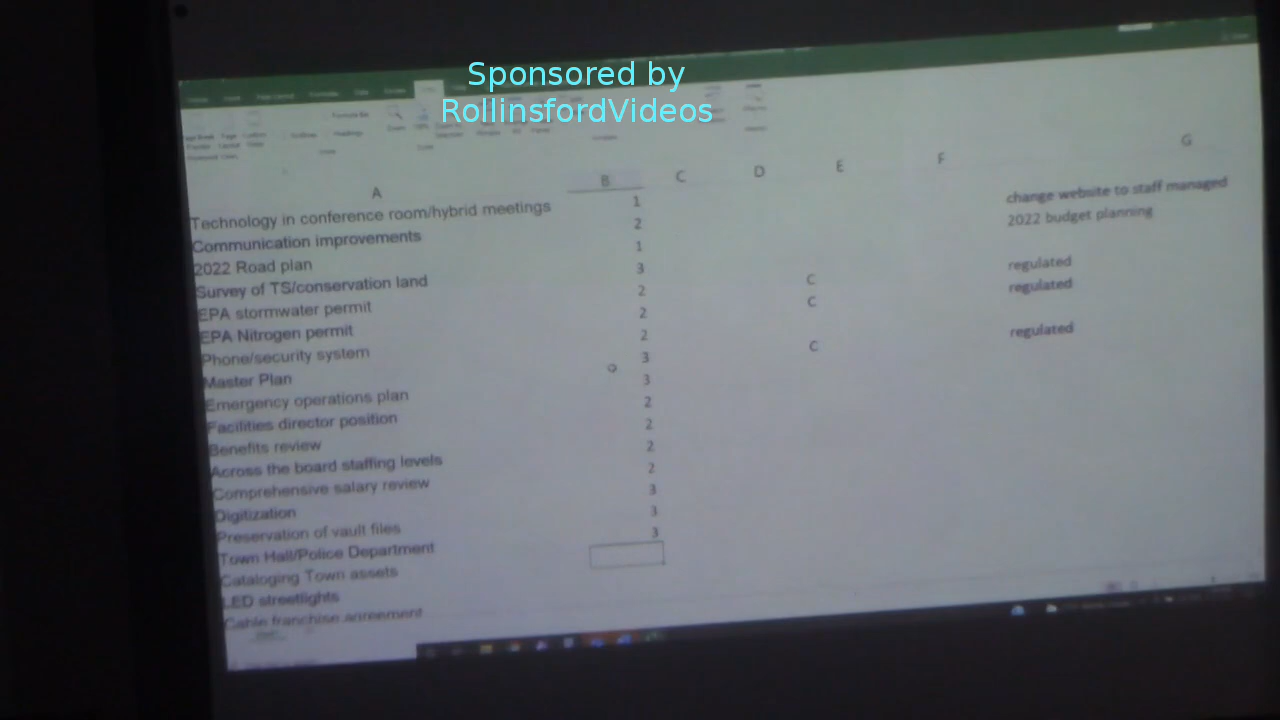 Sponsored by
RollinsfordVideos
A B C D E F G
Technology in conference room/hybrid meetings 1
Communication improvements 2 change website to staff managed
2022 Road plan 1 2022 budget planning
Survey of TS/conservation land 3
EPA stormwater permit 2 C regulated
EPA Nitrogen permit 2 C regulated
Phone/security system 2
Master Plan 3 C regulated
Emergency operations plan 3
Facilities director position 2
Benefits review 2
Across the board staffing levels 2
Comprehensive salary review 2
Digitization 3
Preservation of vault files 3
Town Hall/Police Department 3
Cataloging Town assets
LED streetlights
Cable franchise agreement